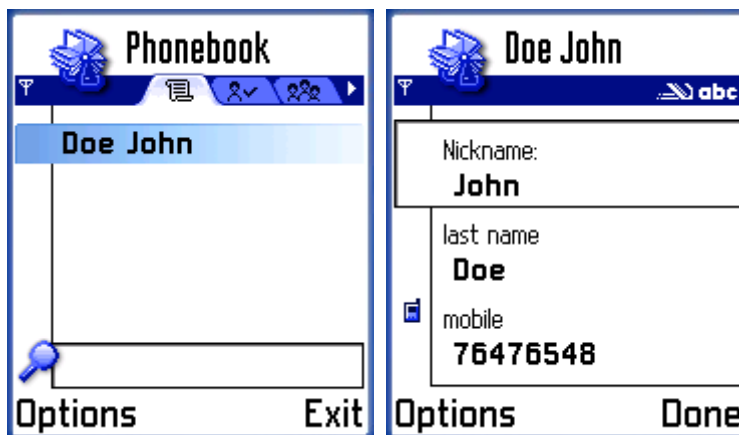 Phonebook
Doe John
Options Exit
Doe John
abc
Nickname:
John
last name
Doe
mobile
76476548
Options Done